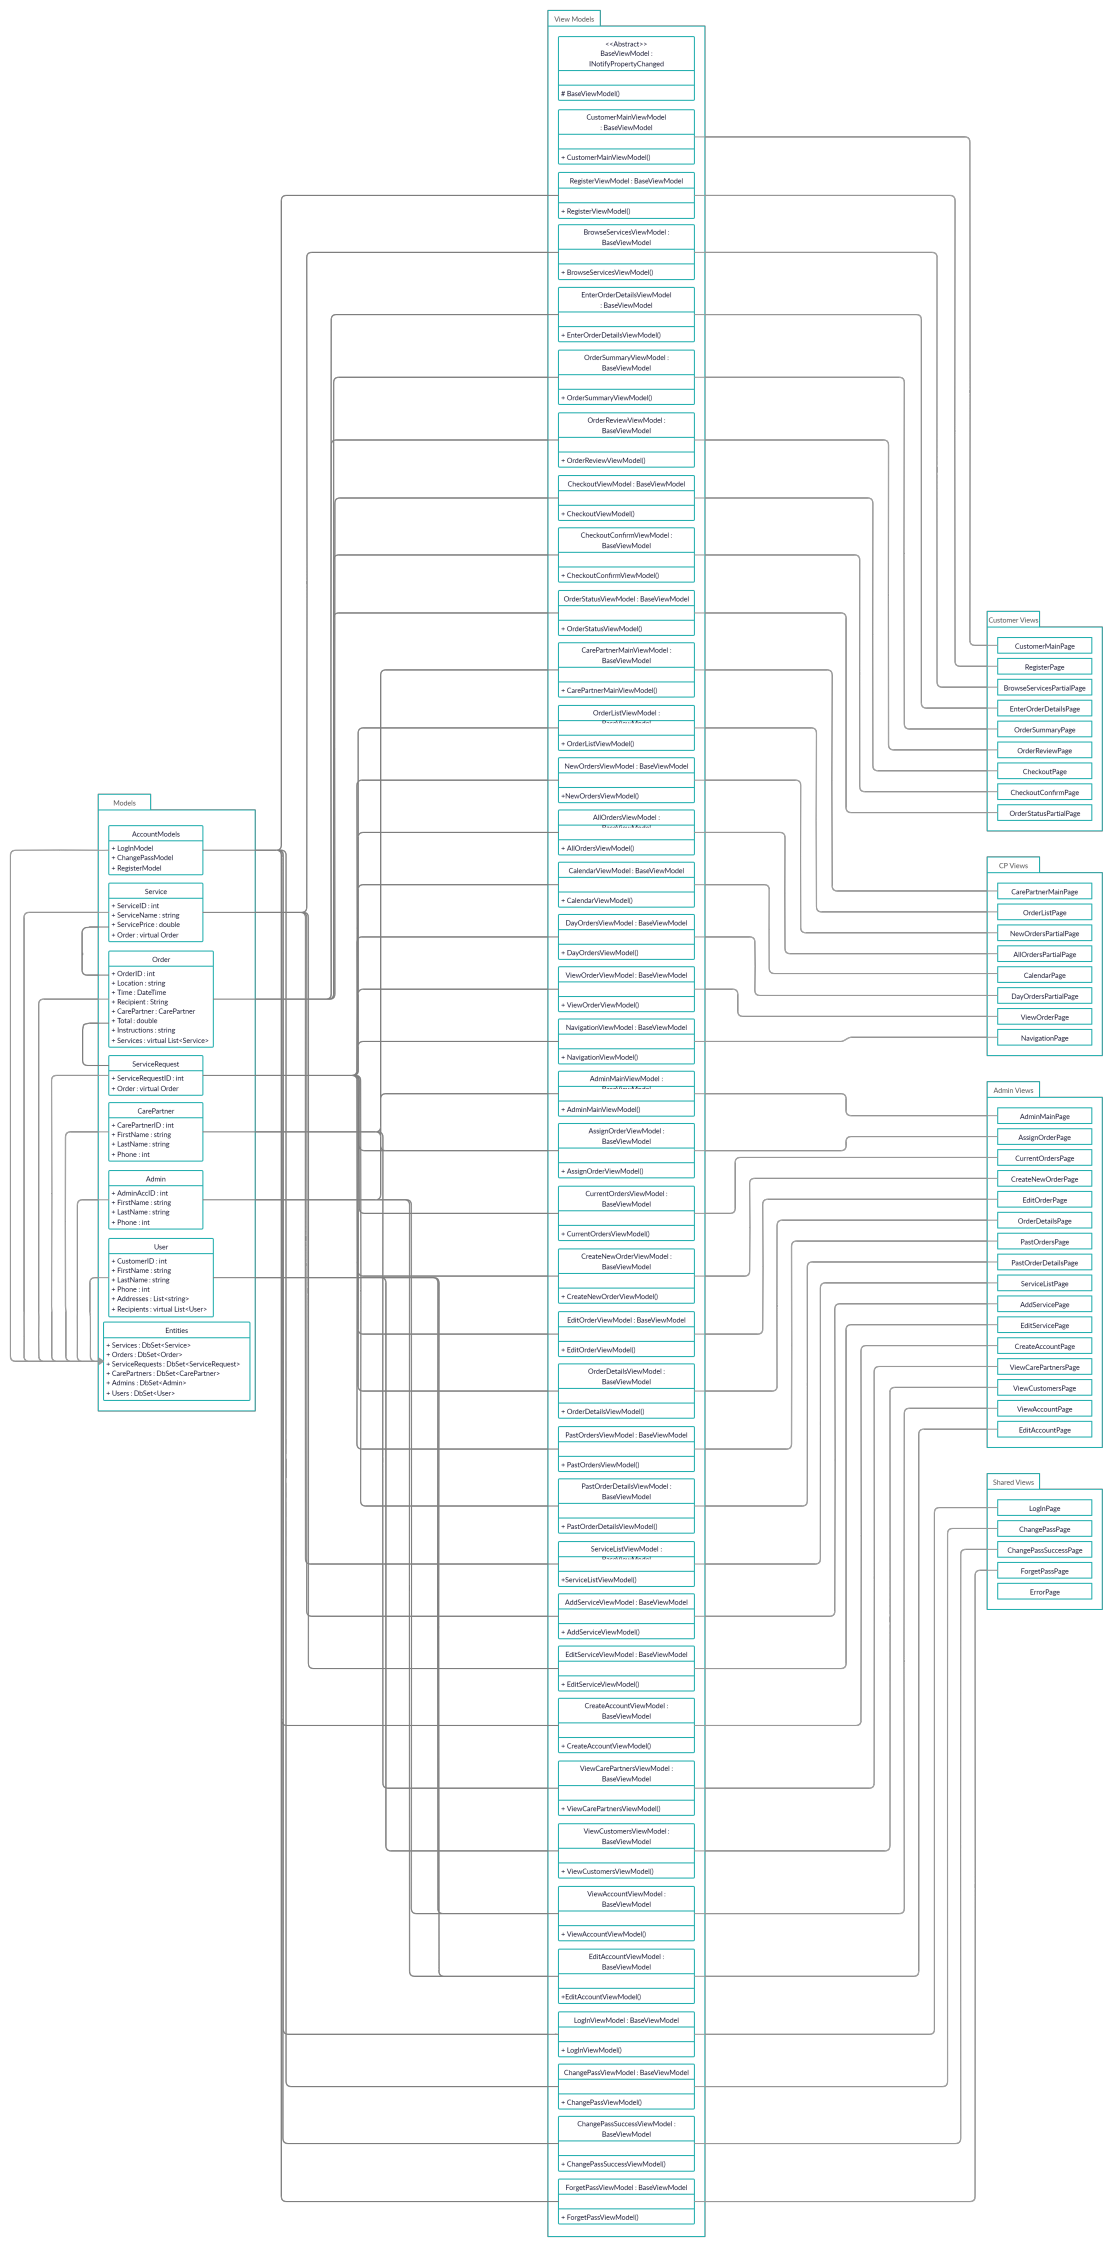 View Models
<<Abstract>>
BaseViewModel :
INotifyPropertyChanged
# BaseViewModel()
CustomerMainViewModel
: BaseViewModel
+ CustomerMainViewModel()
RegisterViewModel : BaseViewModel
+ RegisterViewModel()
BrowseServicesViewModel :
BaseViewModel
+ BrowseServicesViewModel()
EnterOrderDetailsViewModel
: BaseViewModel
+ EnterOrderDetailsViewModel()
OrderSummaryViewModel :
BaseViewModel
+ OrderSummaryViewModel()
OrderReviewViewModel :
BaseViewModel
+ OrderReviewViewModel()
CheckoutViewModel : BaseViewModel
+ CheckoutViewModel()
CheckoutConfirmViewModel :
BaseViewModel
+ CheckoutConfirmViewModel()
OrderStatusViewModel : BaseViewModel
+ OrderStatusViewModel()
CarePartnerMainViewModel :
BaseViewModel
+ CarePartnerMainViewModel()
OrderListViewModel :
+ OrderListViewModel()
NewOrdersViewModel : BaseViewModel
+NewOrdersViewModel()
AllOrdersViewModel :
+ AllOrdersViewModel()
CalendarViewModel : BaseViewModel
+ CalendarViewModel()
DayOrdersViewModel : BaseViewModel
+ DayOrdersViewModel()
ViewOrderViewModel : BaseViewModel
+ ViewOrderViewModel()
NavigationViewModel : BaseViewModel
+ NavigationViewModel()
AdminMainViewModel :
+ AdminMainViewModel()
AssignOrderViewModel :
BaseViewModel
+ AssignOrderViewModel()
CurrentOrdersViewModel :
BaseViewModel
+ CurrentOrdersViewModel()
CreateNewOrderViewModel :
BaseViewModel
+ CreateNewOrderViewModel()
EditOrderViewModel : BaseViewModel
+ EditOrderViewModel()
OrderDetailsViewModel :
BaseViewModel
+ OrderDetailsViewModel()
PastOrdersViewModel : BaseViewModel
+ PastOrdersViewModel()
PastOrderDetailsViewModel :
BaseViewModel
+ PastOrderDetailsViewModel()
ServiceListViewModel :
+ServiceListViewModel()
AddServiceViewModel : BaseViewModel
+ AddServiceViewModel()
EditServiceViewModel : BaseViewModel
+ EditServiceViewModel()
CreateAccountViewModel :
BaseViewModel
+ CreateAccountViewModel()
ViewCarePartnersViewModel :
BaseViewModel
+ ViewCarePartnersViewModel()
ViewCustomersViewModel :
BaseViewModel
+ ViewCustomersViewModel()
ViewAccountViewModel :
BaseViewModel
+ ViewAccountViewModel()
EditAccountViewModel :
BaseViewModel
+EditAccountViewModel()
LogInViewModel : BaseViewModel
+ LogInViewModel()
ChangePassViewModel : BaseViewModel
+ ChangePassViewModel()
ChangePassSuccessViewModel :
BaseViewModel
+ ChangePassSuccessViewModel()
ForgetPassViewModel : BaseViewModel
+ ForgetPassViewModel()
Models
AccountModels
+ LogInModel
+ ChangePassModel
+ RegisterModel
Service
+ ServiceID : int
+ ServiceName : string
+ ServicePrice : double
+ Order : virtual Order
Order
+ OrderID : int
+ Location : string
+ Time : DateTime
+ Recipient : String
+ CarePartner : CarePartner
+ Total : double
+ Instructions : string
+ Services : virtual List<Service>
ServiceRequest
+ ServiceRequestID : int
+ Order : virtual Order
CarePartner
+ CarePartnerID : int
+ FirstName : string
+ LastName : string
+ Phone : int
Admin
+ AdminAccID : int
+ FirstName : string
+ LastName : string
+ Phone : int
User
+ CustomerID : int
+ FirstName : string
+ LastName : string
+ Phone : int
+ Addresses : List<string>
+ Recipients : virtual List<User>
Entities
+ Services : DbSet<Service>
+ Orders : DbSet<Order>
+ ServiceRequests : DbSet<ServiceRequest>
+ CarePartners : DbSet<CarePartner>
+ Admins : DbSet<Admin>
+ Users : DbSet<User>
Customer Views
CustomerMainPage
RegisterPage
BrowseServicesPartialPage
EnterOrderDetailsPage
OrderSummaryPage
OrderReviewPage
CheckoutPage
CheckoutConfirmPage
OrderStatusPartialPage
CP Views
CarePartnerMainPage
OrderListPage
NewOrdersPartialPage
AllOrdersPartialPage
CalendarPage
DayOrdersPartialPage
ViewOrderPage
NavigationPage
Admin Views
AdminMainPage
AssignOrderPage
CurrentOrdersPage
CreateNewOrderPage
EditOrderPage
OrderDetailsPage
PastOrdersPage
PastOrderDetailsPage
ServiceListPage
AddServicePage
EditServicePage
CreateAccountPage
ViewCarePartnersPage
ViewCustomersPage
ViewAccountPage
EditAccountPage
Shared Views
LogInPage
ChangePassPage
ChangePassSuccessPage
ForgetPassPage
ErrorPage